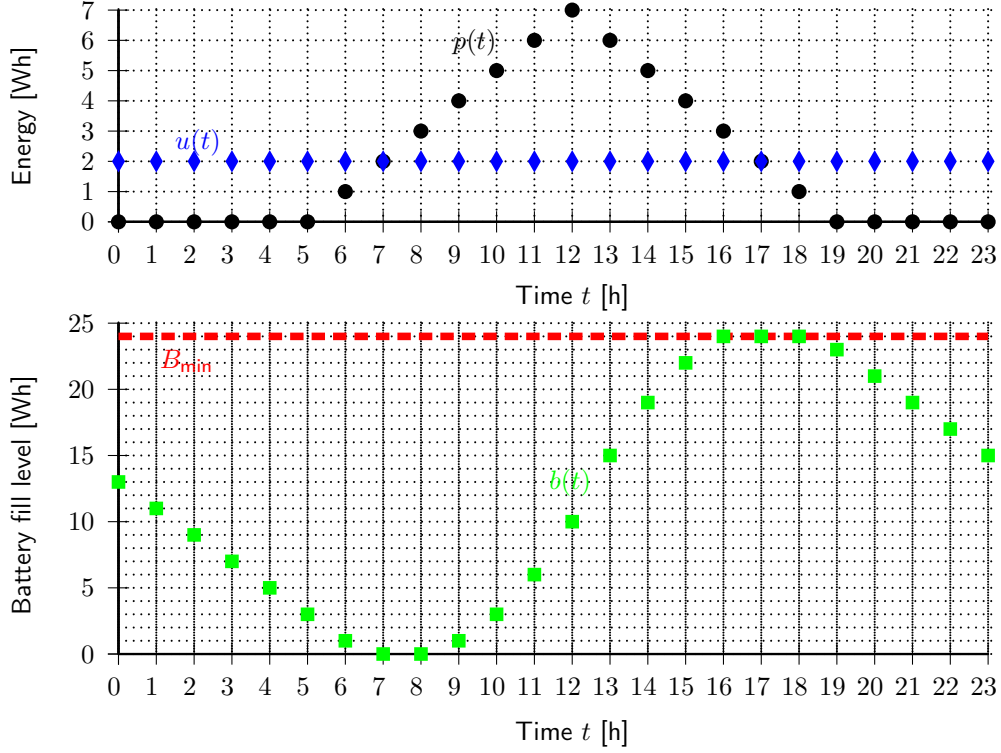 7
6
5
4
3
2
1
0
Energy [Wh]
p(t)
u(t)
0 1 2 3 4 5 6 7 8 9 10 11 12 13 14 15 16 17 18 19 20 21 22 23
Time t [h]
25
20
15
10
5
0
Battery fill level [Wh]
Bmin
b(t)
0 1 2 3 4 5 6 7 8 9 10 11 12 13 14 15 16 17 18 19 20 21 22 23
Time t [h]